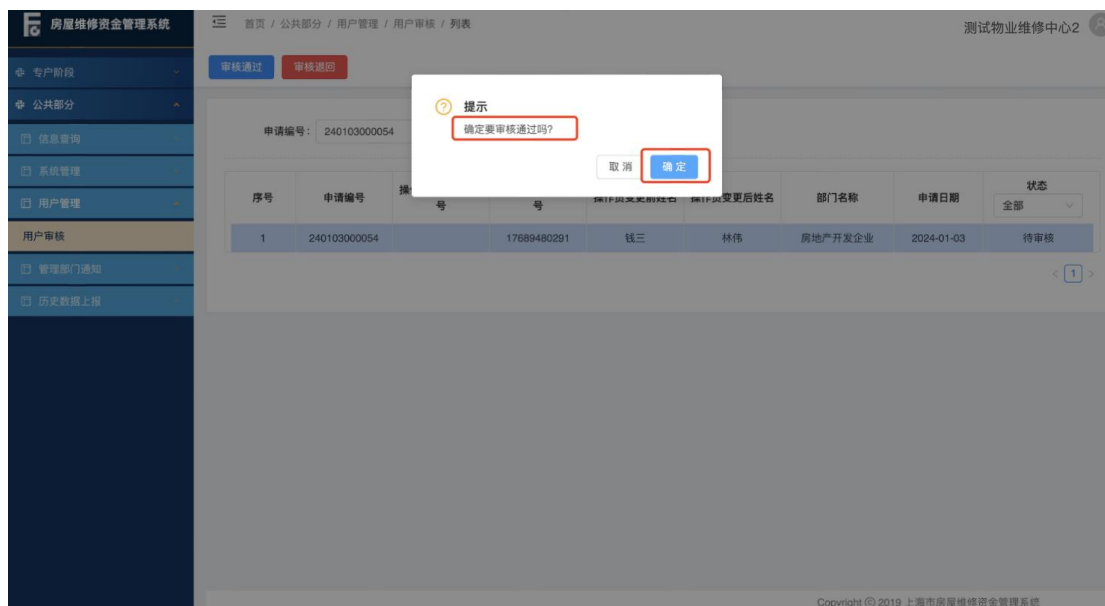 房屋维修资金管理系统
首页 / 公共部分 / 用户管理 / 用户审核 / 列表
测试物业维修中心2
专户阶段
公共部分
信息查询
系统管理
用户管理
用户审核
管理部门通知
历史数据上报
审核通过 审核退回
提示
确定要审核通过吗?
取消 确定
申请编号: 240103000054
序号 申请编号 操 号 号 操作员变更前姓名 操作员变更后姓名 部门名称 申请日期 状态
全部
1 240103000054 17689480291 钱三 林伟 房地产开发企业 2024-01-03 待审核
< 1 >
Copyright © 2019 上海市房屋维修资金管理系统